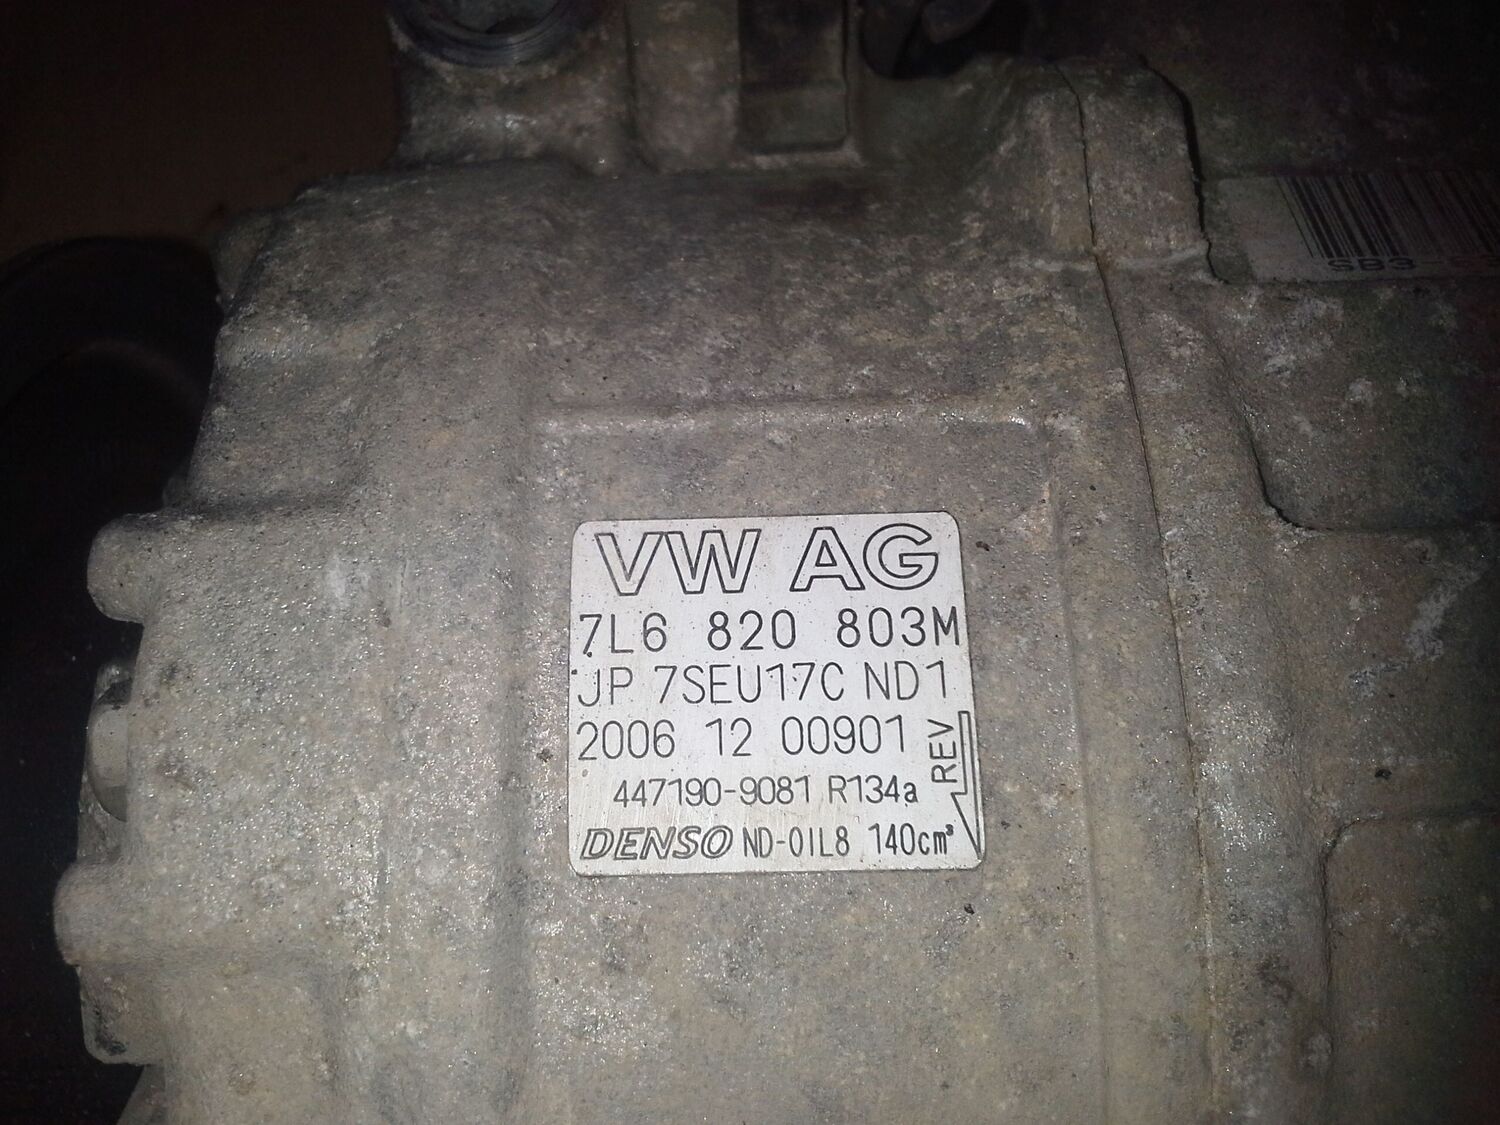 SB3
VW AG
7L6 820 803M
JP 7SEU17C ND1
2006 12 00901
REV
447190-9081 R134a
DENSO ND-OIL8 140cm³